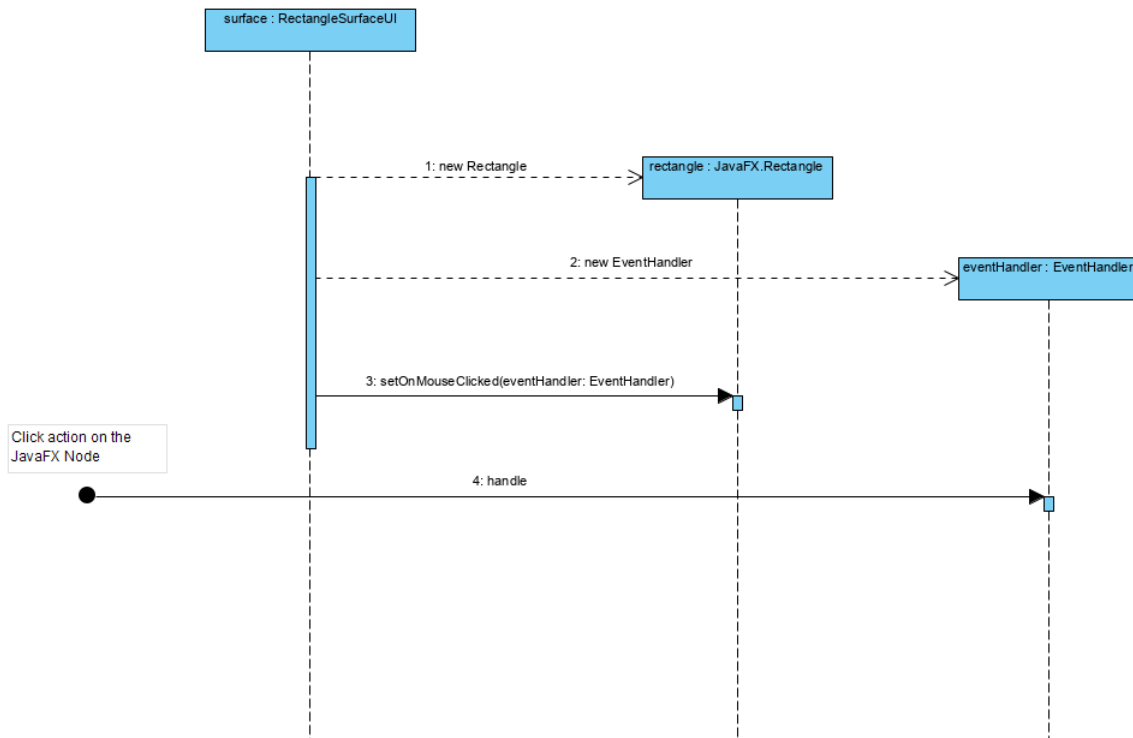 surface : RectangleSurfaceUI
1: new Rectangle
rectangle : JavaFX.Rectangle
2: new EventHandler
eventHandler : EventHandler
3: setOnMouseClicked(eventHandler: EventHandler)
Click action on the
JavaFX Node
4: handle